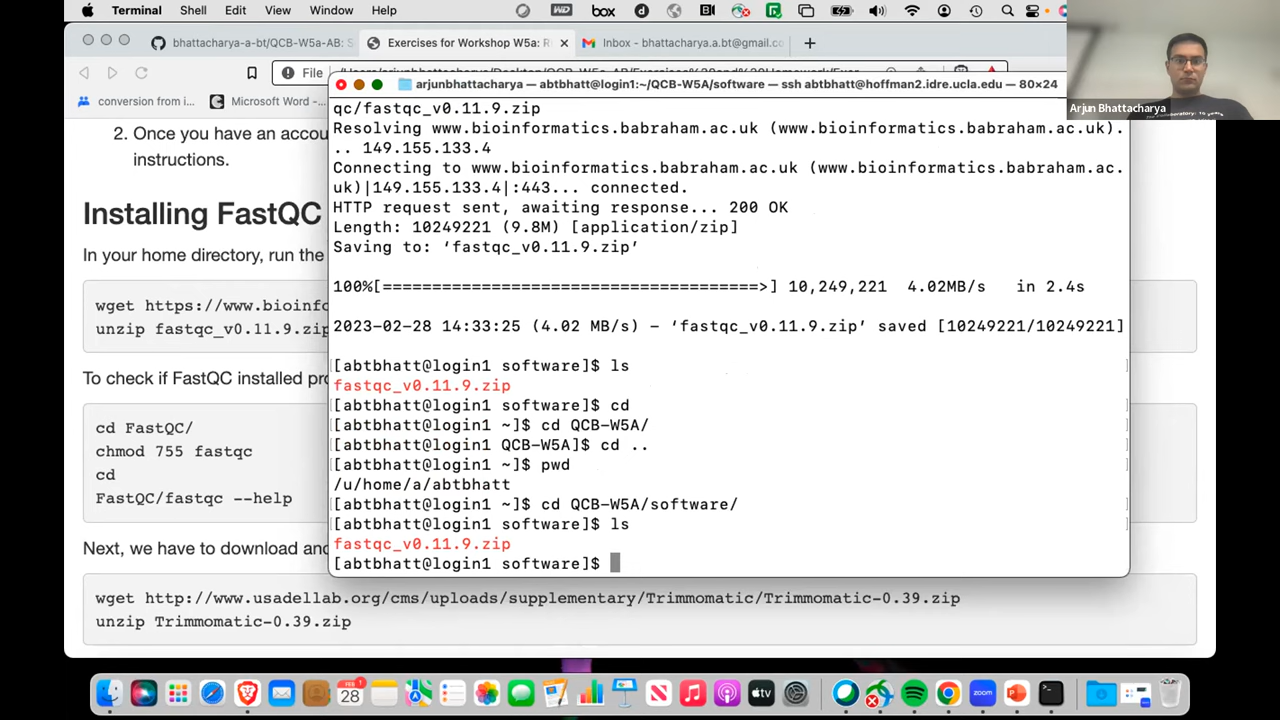 Terminal Shell Edit View Window Help
bhattacharya-a-bt/QCB-W5a-AB: S
Exercises for Workshop W5a: R
Inbox - bhattacharya.a.bt@gmail.co
File
conversion from i...
Microsoft Word -
arjunbhattacharya — abtbhatt@login1:~/QCB-W5A/software — ssh abtbhatt@hoffman2.idre.ucla.edu — 80×24
Arjun Bhattacharya
2. Once you have an accou
instructions.
Installing FastQC
In your home directory, run the
wget https://www.bioinfo
unzip fastqc_v0.11.9.zip
To check if FastQC installed pro
cd FastQC/
chmod 755 fastqc
cd
FastQC/fastqc --help
Next, we have to download and
wget http://www.usadellab.org/cms/uploads/supplementary/Trimmomatic/Trimmomatic-0.39.zip
unzip Trimmomatic-0.39.zip
qc/fastqc_v0.11.9.zip
Resolving www.bioinformatics.babraham.ac.uk (www.bioinformatics.babraham.ac.uk).
.. 149.155.133.4
Connecting to www.bioinformatics.babraham.ac.uk (www.bioinformatics.babraham.ac.
uk)|149.155.133.4|:443... connected.
HTTP request sent, awaiting response... 200 OK
Length: 10249221 (9.8M) [application/zip]
Saving to: ‘fastqc_v0.11.9.zip’
100%[======================================>] 10,249,221 4.02MB/s in 2.4s
2023-02-28 14:33:25 (4.02 MB/s) – ‘fastqc_v0.11.9.zip’ saved [10249221/10249221]
[abtbhatt@login1 software]$ ls
fastqc_v0.11.9.zip
[abtbhatt@login1 software]$ cd
[abtbhatt@login1 ~]$ cd QCB-W5A/
[abtbhatt@login1 QCB-W5A]$ cd ..
[abtbhatt@login1 ~]$ pwd
/u/home/a/abtbhatt
[abtbhatt@login1 ~]$ cd QCB-W5A/software/
[abtbhatt@login1 software]$ ls
fastqc_v0.11.9.zip
[abtbhatt@login1 software]$